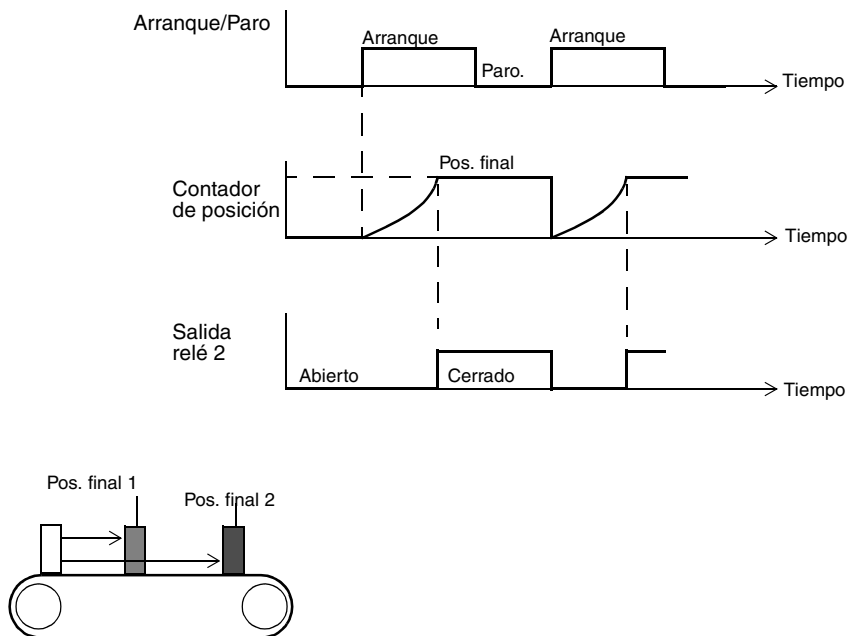 Arranque/Paro
Arranque
Arranque
Paro.
Tiempo
Pos. final
Contador
de posición
Tiempo
Salida
relé 2
Abierto
Cerrado
Tiempo
Pos. final 1
Pos. final 2